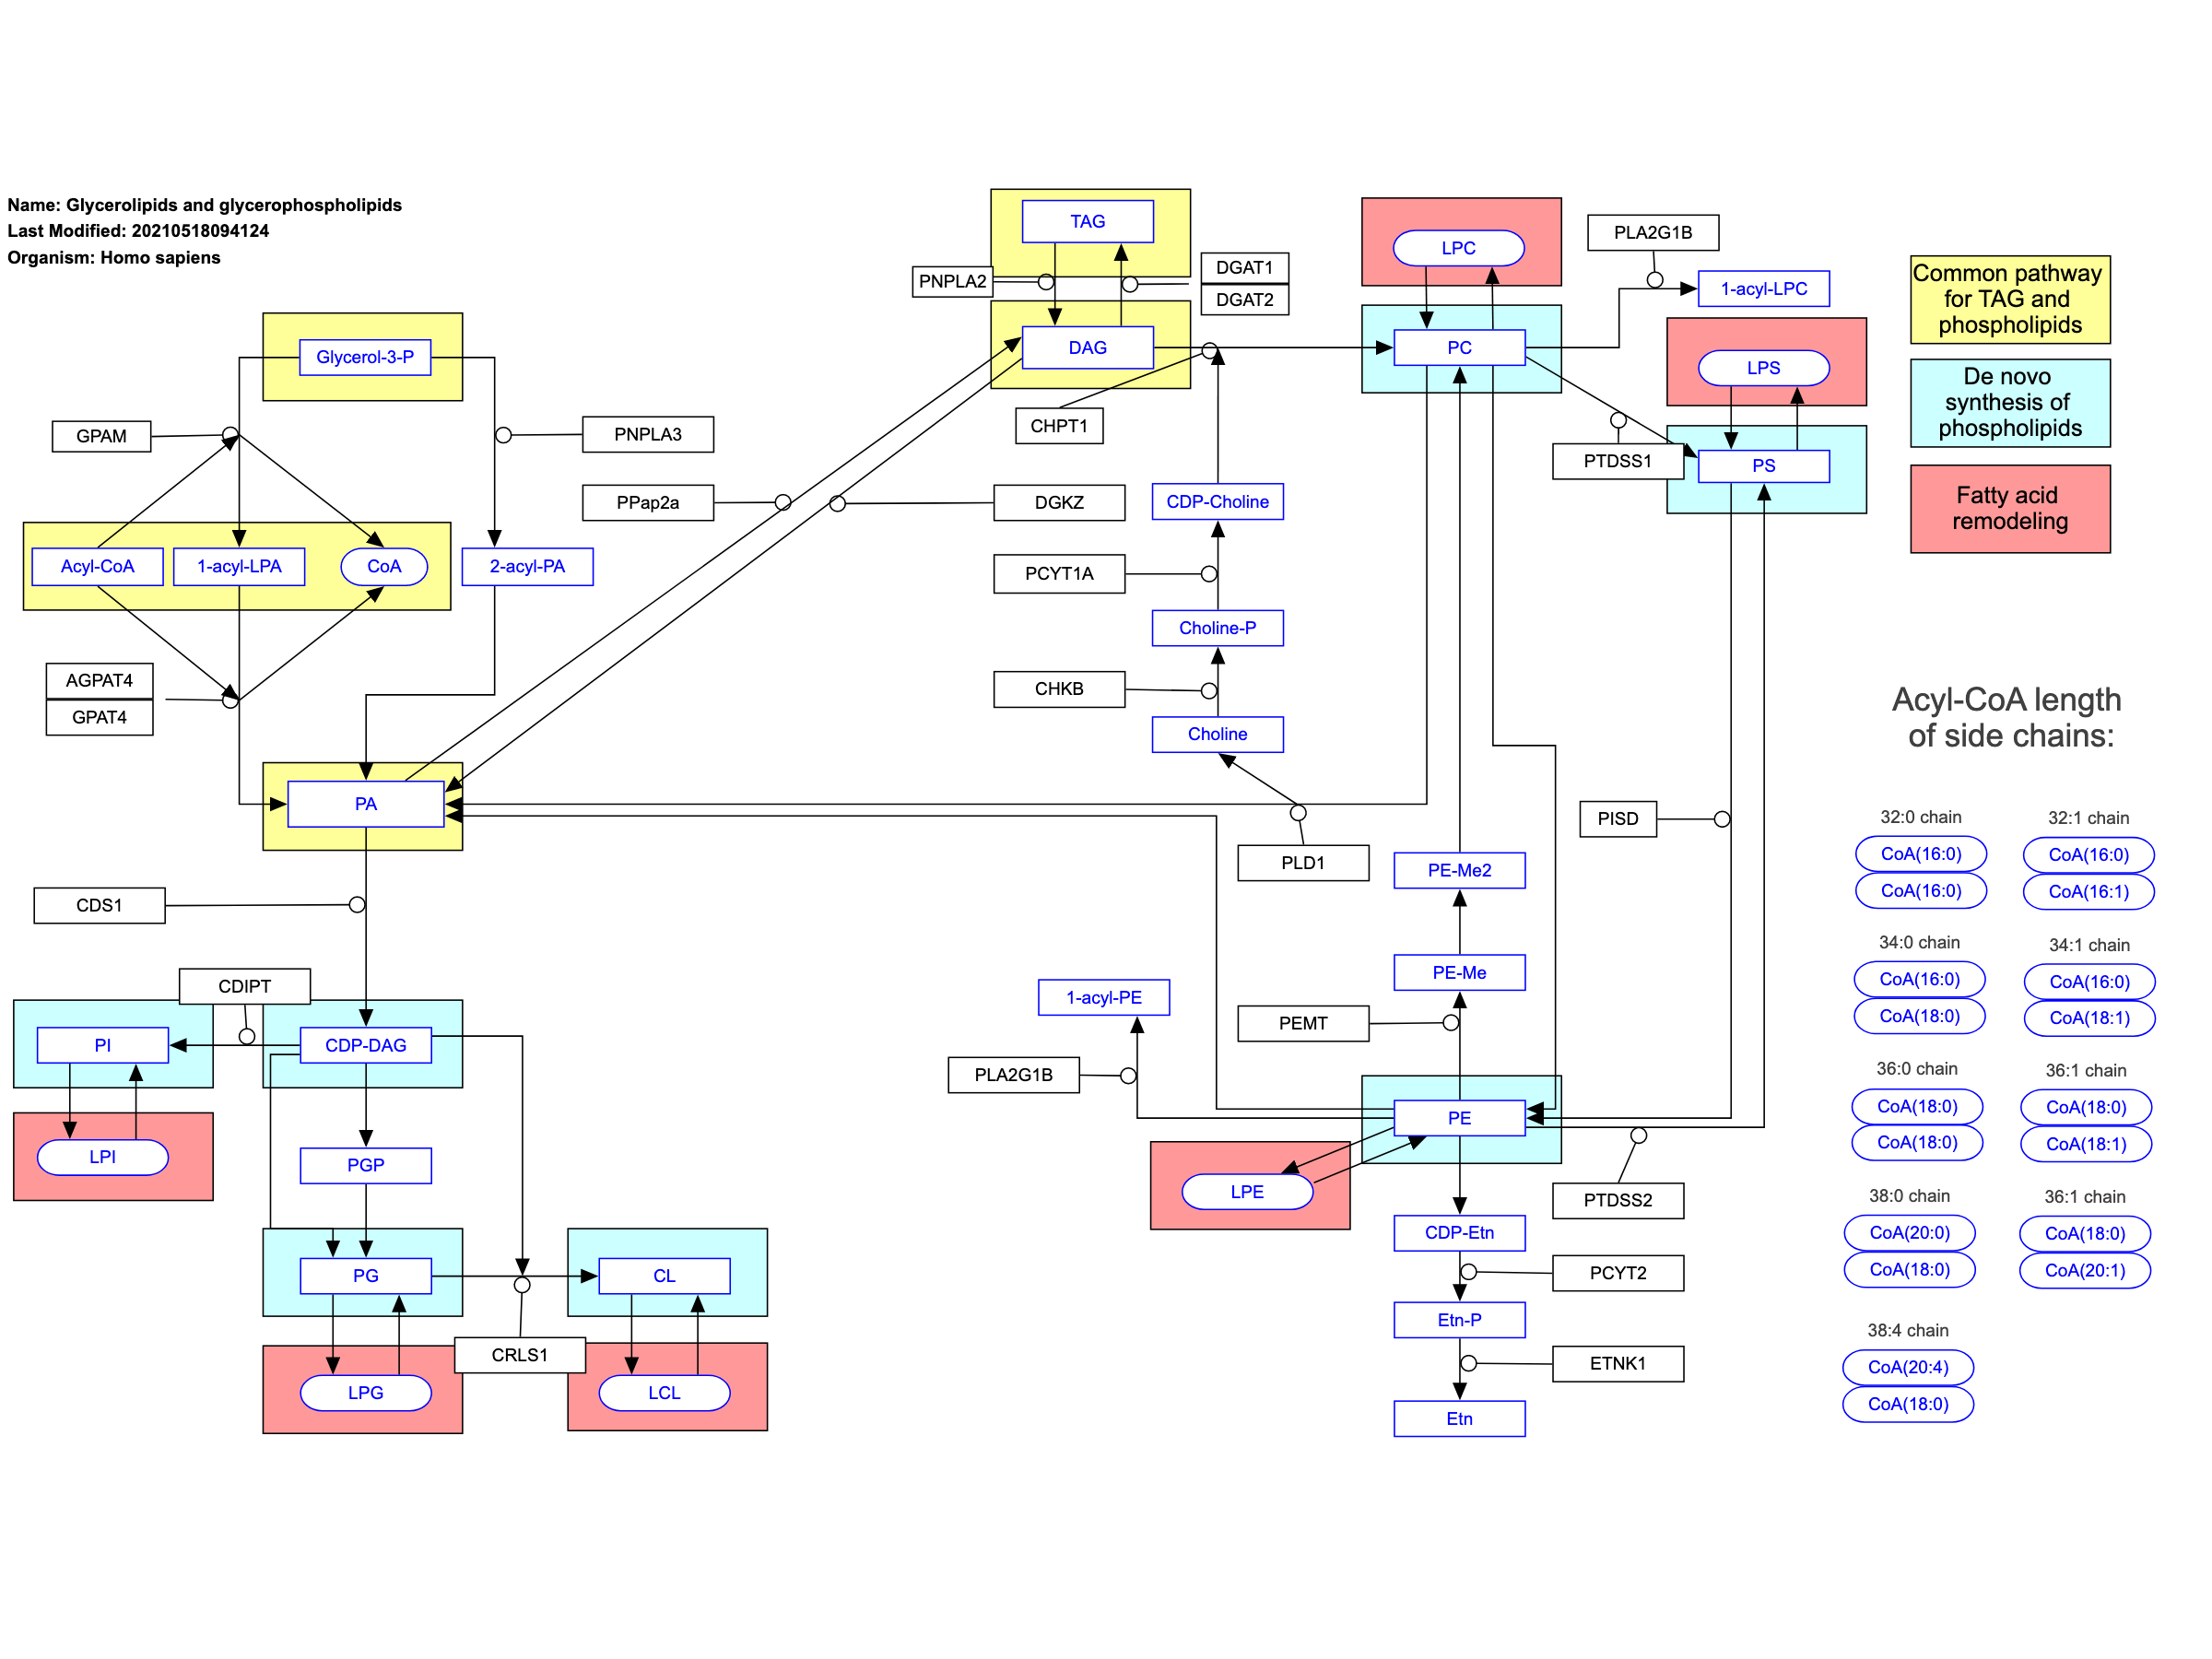 Name: Glycerolipids and glycerophospholipids
Last Modified: 20210518094124
Organism: Homo sapiens
TAG
PNPLA2
DGAT1
DGAT2
DAG
LPC
PC
PLA2G1B
1-acyl-LPC
LPS
PS
PTDSS1
Common pathway
for TAG and
phospholipids
De novo
synthesis of
phospholipids
Fatty acid
remodeling
Glycerol-3-P
GPAM
PNPLA3
CHPT1
PPap2a
DGKZ
CDP-Choline
Acyl-CoA
1-acyl-LPA
CoA
2-acyl-PA
PCYT1A
Choline-P
AGPAT4
GPAT4
CHKB
Choline
PA
PLD1
PISD
PE-Me2
CDS1
PE-Me
CDIPT
1-acyl-PE
PEMT
PI
CDP-DAG
PLA2G1B
PE
LPI
PGP
LPE
PTDSS2
CDP-Etn
PG
CL
PCYT2
Etn-P
CRLS1
ETNK1
LPG
LCL
Etn
Acyl-CoA length
of side chains:
32:0 chain
CoA(16:0)
CoA(16:0)
32:1 chain
CoA(16:0)
CoA(16:1)
34:0 chain
CoA(16:0)
CoA(18:0)
34:1 chain
CoA(16:0)
CoA(18:1)
36:0 chain
CoA(18:0)
CoA(18:0)
36:1 chain
CoA(18:0)
CoA(18:1)
38:0 chain
CoA(20:0)
CoA(18:0)
36:1 chain
CoA(18:0)
CoA(20:1)
38:4 chain
CoA(20:4)
CoA(18:0)